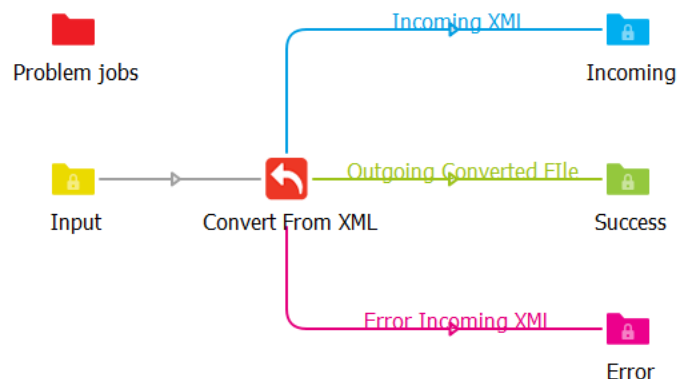 Incoming XML
Problem jobs
Incoming
Outgoing Converted FIle
Input
Convert From XML
Success
Error Incoming XML
Error